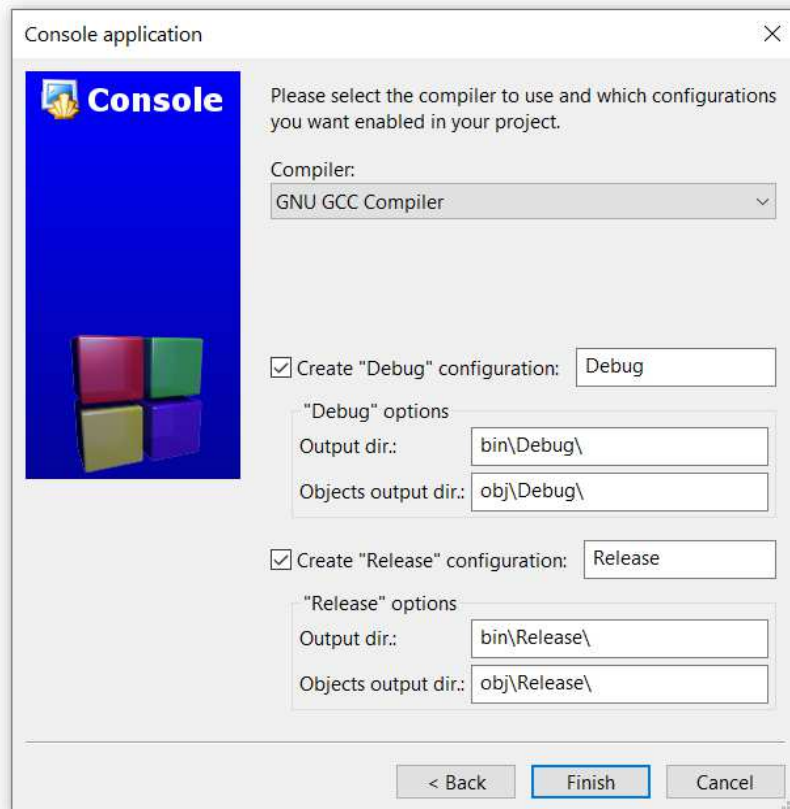 Console application
Console
Please select the compiler to use and which configurations
you want enabled in your project.
Compiler:
GNU GCC Compiler
Create "Debug" configuration: Debug
"Debug" options
Output dir.: bin\Debug\
Objects output dir.: obj\Debug\
Create "Release" configuration: Release
"Release" options
Output dir.: bin\Release\
Objects output dir.: obj\Release\
< Back Finish Cancel